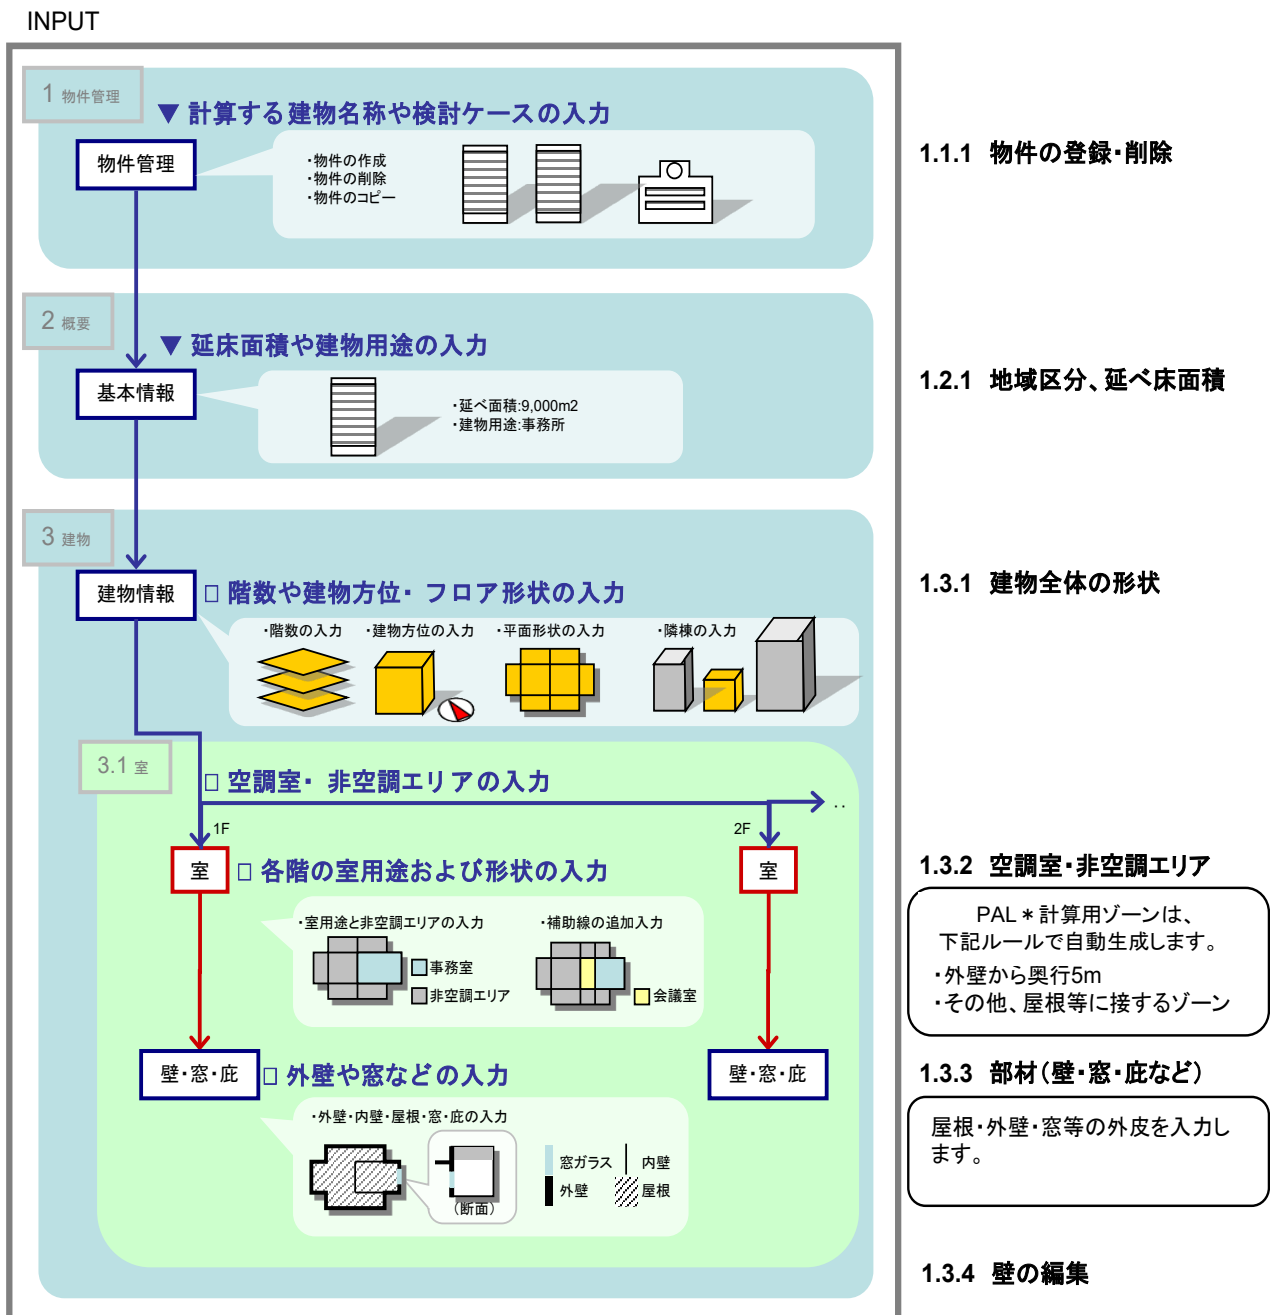 INPUT
1 物件管理
▼ 計算する建物名称や検討ケースの入力
物件管理
・物件の作成
・物件の削除
・物件のコピー
1.1.1 物件の登録・削除
2 概要
▼ 延床面積や建物用途の入力
基本情報
・延べ面積:9,000m2
・建物用途:事務所
1.2.1 地域区分、延べ床面積
3 建物
建物情報
□ 階数や建物方位・ フロア形状の入力
・階数の入力
・建物方位の入力
・平面形状の入力
・隣棟の入力
1.3.1 建物全体の形状
3.1 室
□ 空調室・ 非空調エリアの入力
‥
1F
2F
室
□ 各階の室用途および形状の入力
室
・室用途と非空調エリアの入力
事務室
非空調エリア
・補助線の追加入力
会議室
1.3.2 空調室・非空調エリア
PAL＊計算用ゾーンは、
下記ルールで自動生成します。
・外壁から奥行5m
・その他、屋根等に接するゾーン
壁・窓・庇
□ 外壁や窓などの入力
壁・窓・庇
・外壁・内壁・屋根・窓・庇の入力
(断面)
窓ガラス
内壁
外壁
屋根
1.3.3 部材(壁・窓・庇など)
屋根・外壁・窓等の外皮を入力し
ます。
1.3.4 壁の編集